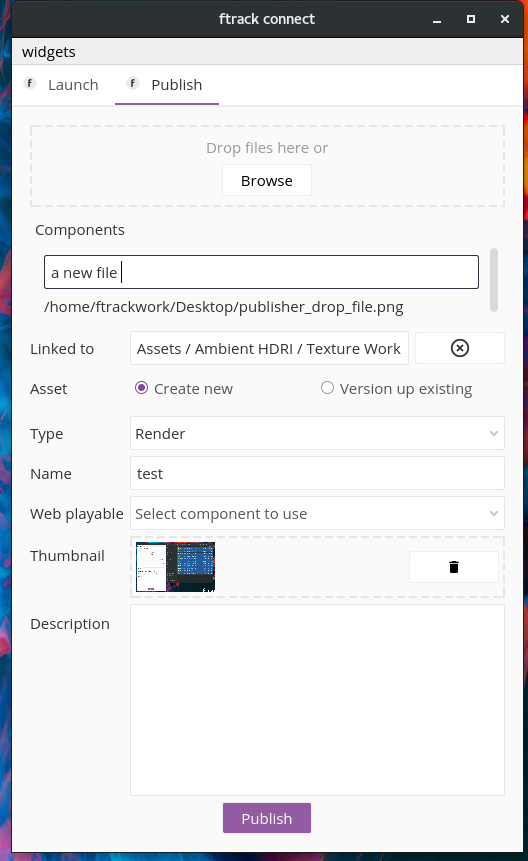 ftrack connect
widgets
Launch Publish
Drop files here or
Browse
Components
a new file
/home/ftrackwork/Desktop/publisher_drop_file.png
Linked to Assets / Ambient HDRI / Texture Work
Asset Create new Version up existing
Type Render
Name test
Web playable Select component to use
Thumbnail
Description
Publish